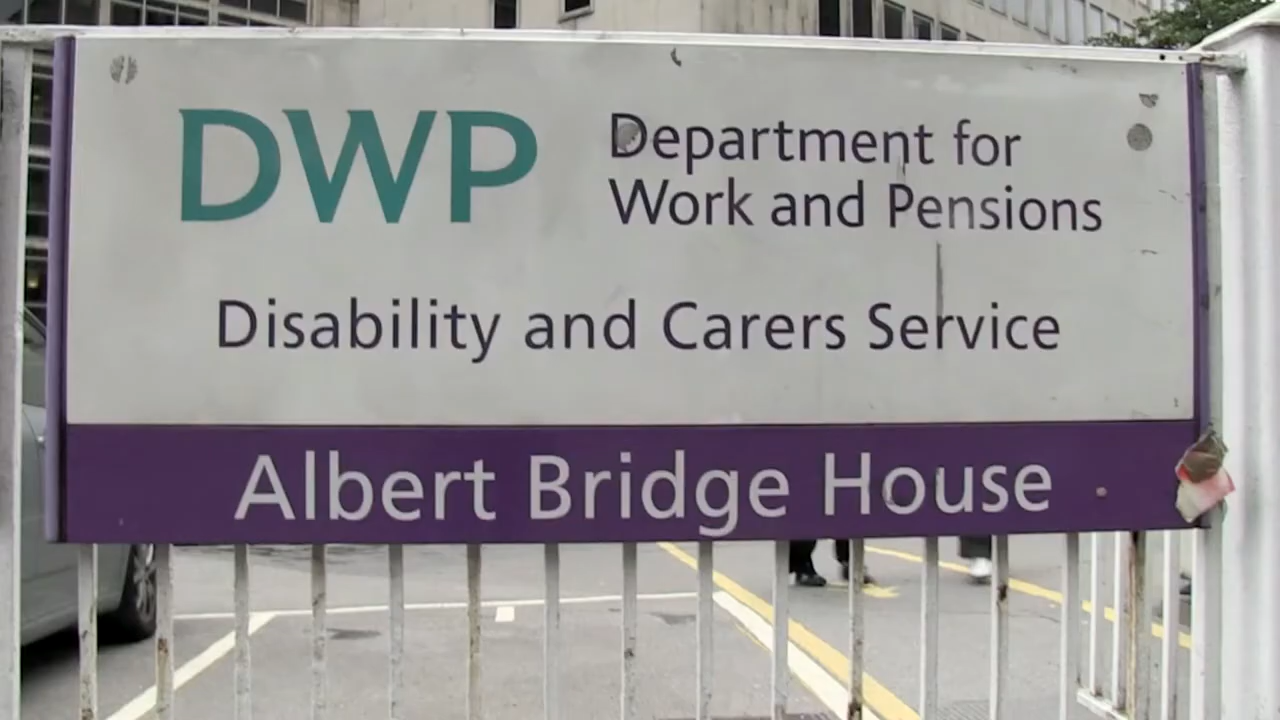 DWP
Department for
Work and Pensions
Disability and Carers Service
Albert Bridge House